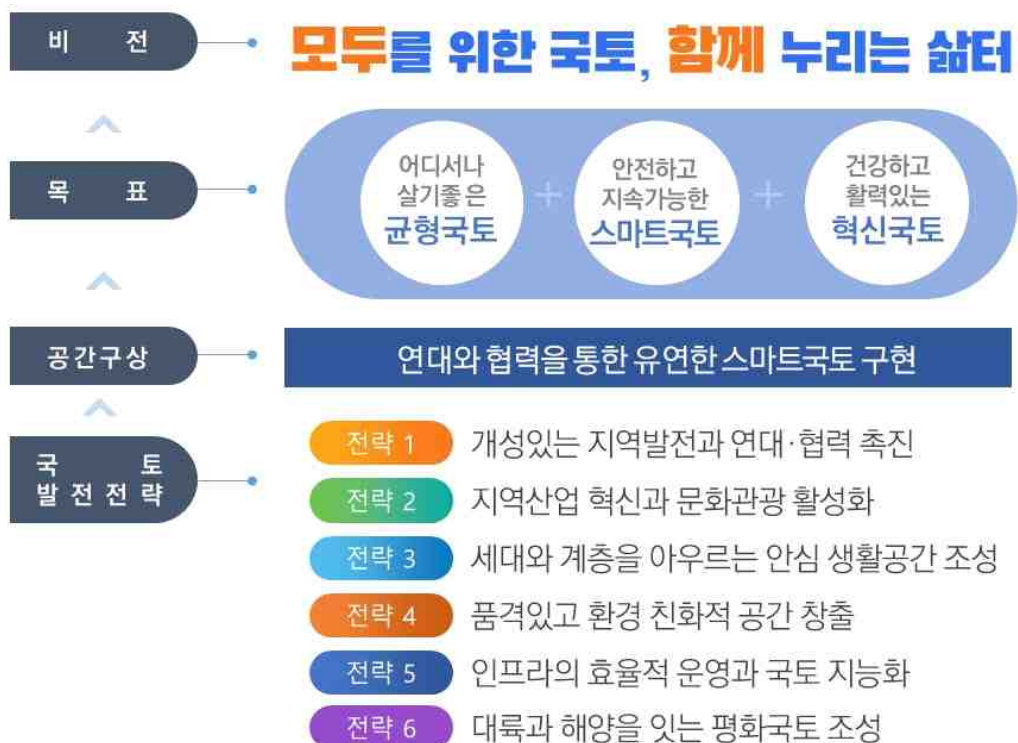 비 전
모두를 위한 국토, 함께 누리는 삶터
목 표
어디서나
살기좋은
균형국토
+
안전하고
지속가능한
스마트국토
+
건강하고
활력있는
혁신국토
공간구상
연대와 협력을 통한 유연한 스마트국토 구현
국 토
발전전략
전략 1 개성있는 지역발전과 연대·협력 촉진
전략 2 지역산업 혁신과 문화관광 활성화
전략 3 세대와 계층을 아우르는 안심 생활공간 조성
전략 4 품격있고 환경 친화적 공간 창출
전략 5 인프라의 효율적 운영과 국토 지능화
전략 6 대륙과 해양을 잇는 평화국토 조성